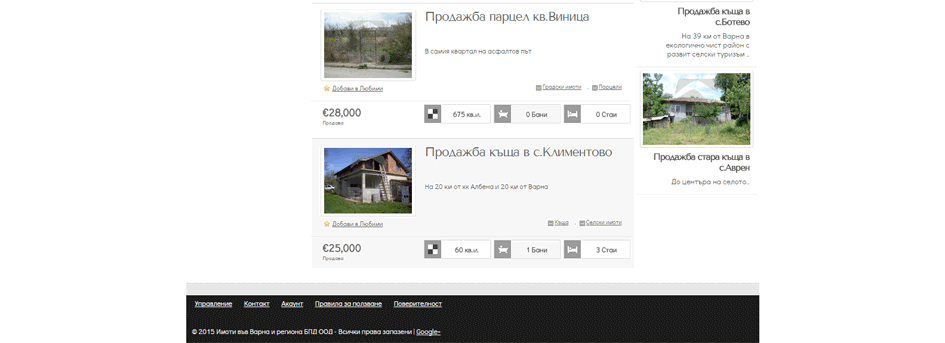 Продажба парцел кв.Виница
В самия квартал на асфалтов път
Добави в Любими
Градски имоти , Парцели
€28,000
Продава
675 кв.м.
0 Бани
0 Стаи
Продажба къща в с.Климентово
На 20 км от кк Албена и 20 км от Варна
Добави в Любими
Къща , Селски имоти
€25,000
Продава
60 кв.м.
1 Бани
3 Стаи
Продажба къща в
с.Ботево
На 39 км от Варна в
екологично чист район с
развит селски туризъм ..
Продажба стара къща в
с.Аврен
До центъра на селото..
Управление Контакт Акаунт Правила за ползване Поверителност
© 2015 Имоти във Варна и региона БПД ООД - Всички права запазени | Google+